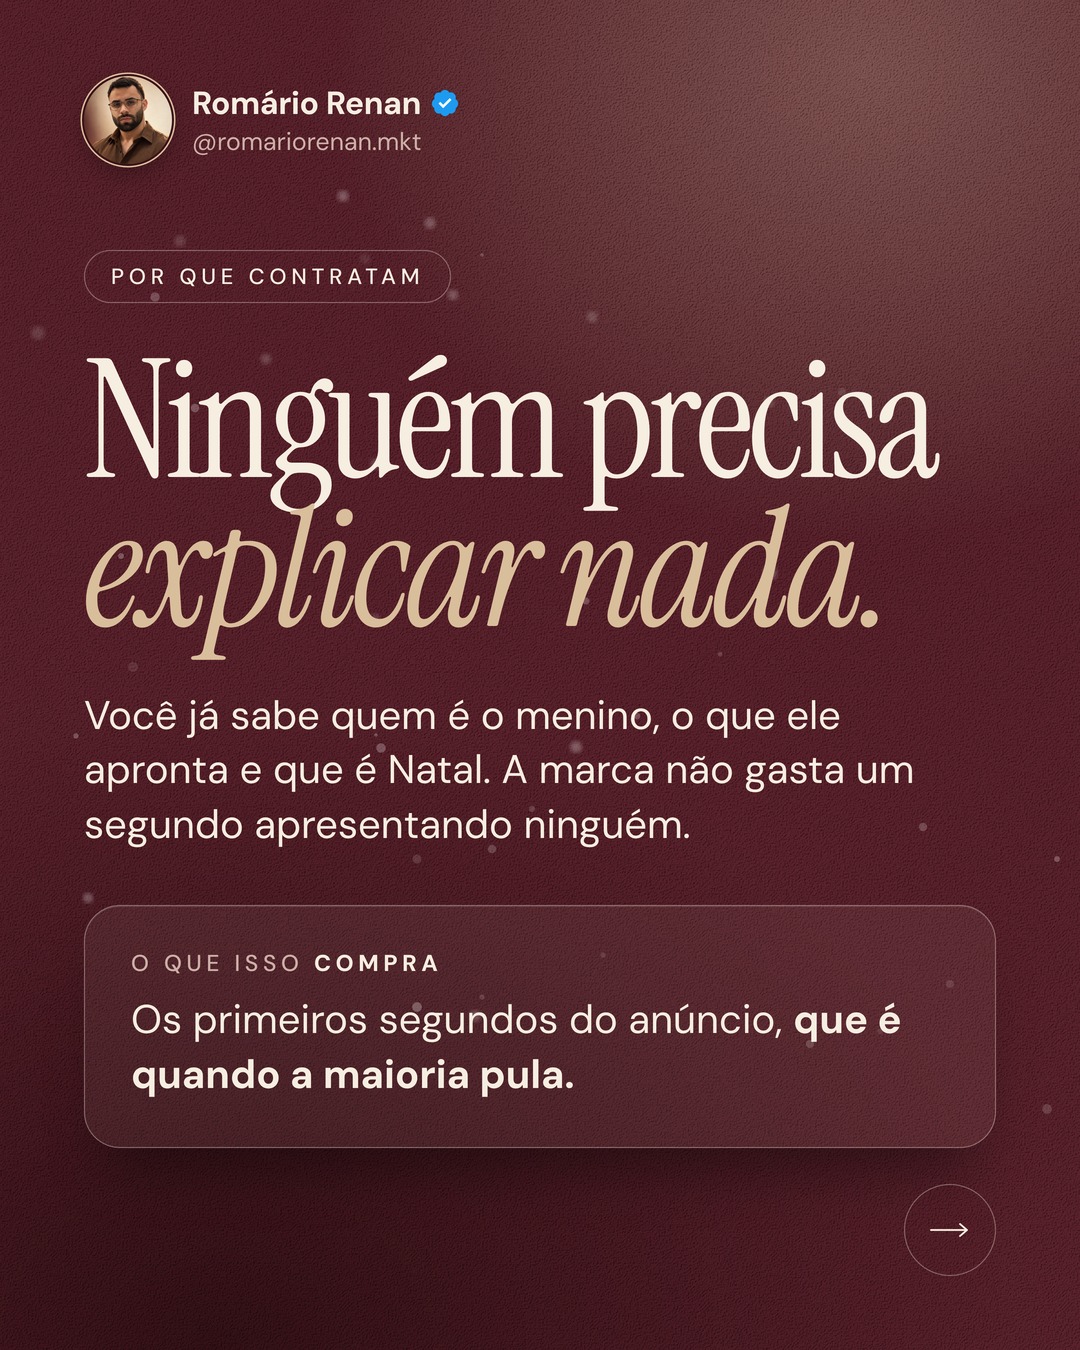 Romário Renan
@romariorenan.mkt
POR QUE CONTRATAM
Ninguém precisa
explicar nada.
Você já sabe quem é o menino, o que ele
apronta e que é Natal. A marca não gasta um
segundo apresentando ninguém.
O QUE ISSO COMPRA
Os primeiros segundos do anúncio, que é
quando a maioria pula.